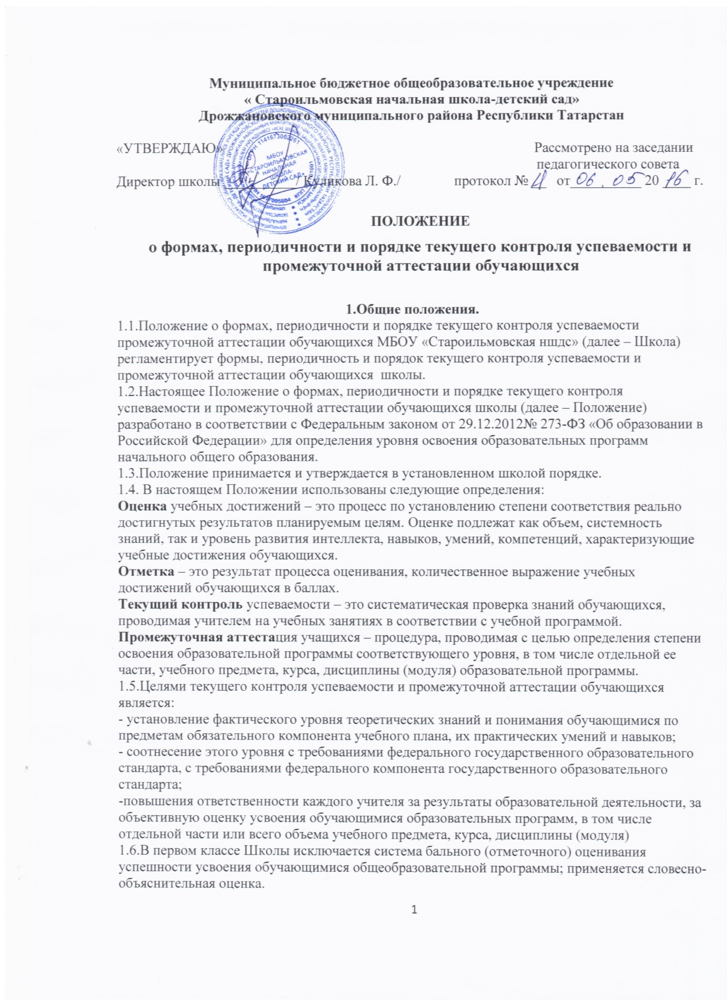 Муниципальное бюджетное общеобразовательное учреждение
« Староильмовская начальная школа-детский сад»
Дрожжановского муниципального района Республики Татарстан
«УТВЕРЖДАЮ» Рассмотрено на заседании
педагогического совета
Директор школы ___________/ Куликова Л. Ф./ протокол № 4 от 06.05 20 16 г.
ОГРН 1141673002261
МБОУ
«СТАРОИЛЬМОВСКАЯ
НАЧАЛЬНАЯ
ШКОЛА-
ДЕТСКИЙ САД»
ПОЛОЖЕНИЕ
о формах, периодичности и порядке текущего контроля успеваемости и
промежуточной аттестации обучающихся
1.Общие положения.
1.1.Положение о формах, периодичности и порядке текущего контроля успеваемости
промежуточной аттестации обучающихся МБОУ «Староильмовская ншдс» (далее – Школа)
регламентирует формы, периодичность и порядок текущего контроля успеваемости и
промежуточной аттестации обучающихся  школы.
1.2.Настоящее Положение о формах, периодичности и порядке текущего контроля
успеваемости и промежуточной аттестации обучающихся школы (далее – Положение)
разработано в соответствии с Федеральным законом от 29.12.2012№ 273-ФЗ «Об образовании в
Российской Федерации» для определения уровня освоения образовательных программ
начального общего образования.
1.3.Положение принимается и утверждается в установленном школой порядке.
1.4. В настоящем Положении использованы следующие определения:
Оценка учебных достижений – это процесс по установлению степени соответствия реально
достигнутых результатов планируемым целям. Оценке подлежат как объем, системность
знаний, так и уровень развития интеллекта, навыков, умений, компетенций, характеризующие
учебные достижения обучающихся.
Отметка – это результат процесса оценивания, количественное выражение учебных
достижений обучающихся в баллах.
Текущий контроль успеваемости – это систематическая проверка знаний обучающихся,
проводимая учителем на учебных занятиях в соответствии с учебной программой.
Промежуточная аттестация учащихся – процедура, проводимая с целью определения степени
освоения образовательной программы соответствующего уровня, в том числе отдельной ее
части, учебного предмета, курса, дисциплины (модуля) образовательной программы.
1.5.Целями текущего контроля успеваемости и промежуточной аттестации обучающихся
является:
- установление фактического уровня теоретических знаний и понимания обучающимися по
предметам обязательного компонента учебного плана, их практических умений и навыков;
- соотнесение этого уровня с требованиями федерального государственного образовательного
стандарта, с требованиями федерального компонента государственного образовательного
стандарта;
-повышения ответственности каждого учителя за результаты образовательной деятельности, за
объективную оценку усвоения обучающимися образовательных программ, в том числе
отдельной части или всего объема учебного предмета, курса, дисциплины (модуля)
1.6.В первом классе Школы исключается система бального (отметочного) оценивания
успешности усвоения обучающимися общеобразовательной программы; применяется словесно-
объяснительная оценка.
1